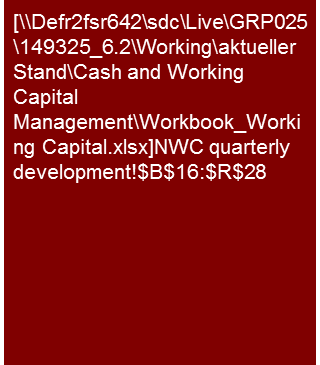 [\\Defr2fsr642\sdc\Live\GRP025
\149325_6.2\Working\aktueller
Stand\Cash and Working
Capital
Management\Workbook_Worki
ng Capital.xlsx]NWC quarterly
development!$B$16:$R$28